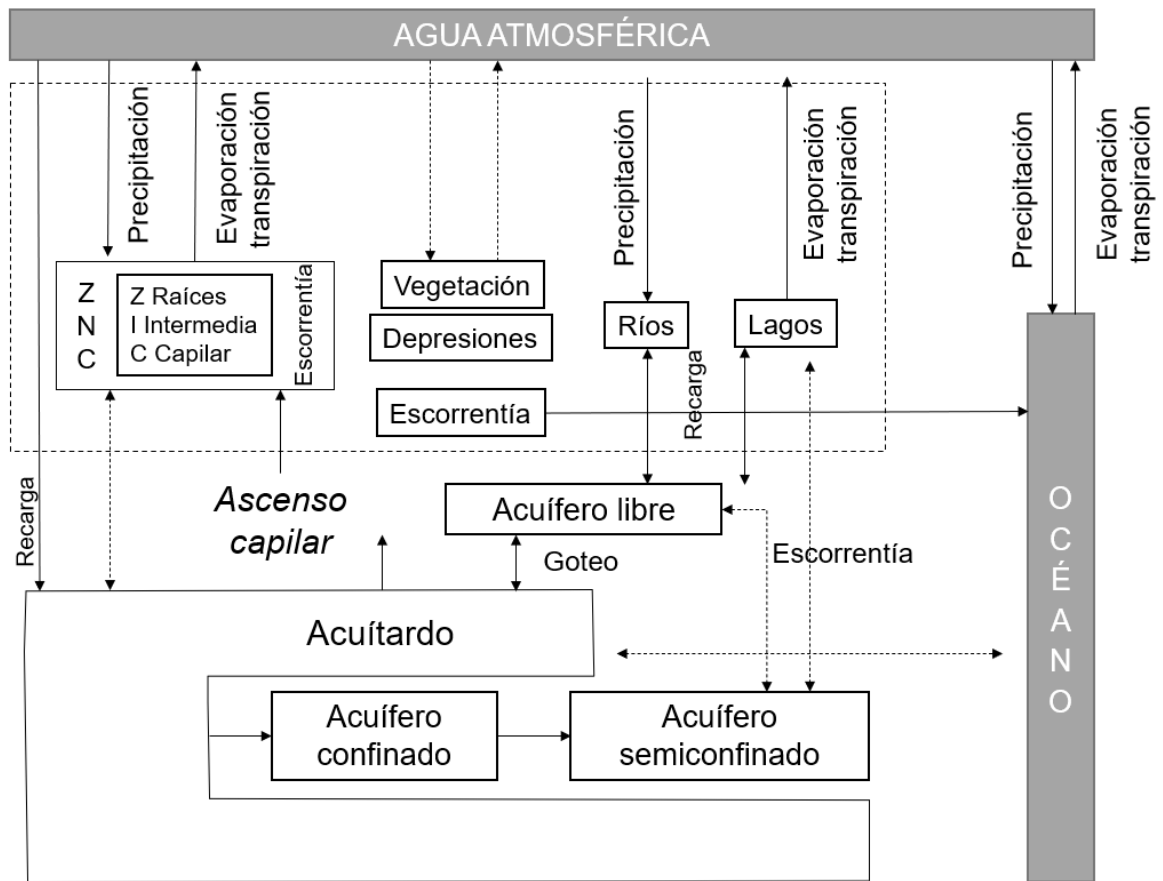 AGUA ATMOSFÉRICA
Precipitación
Evaporación
transpiración
Precipitación
Evaporación
transpiración
Precipitación
Evaporación
transpiración
Z
N
C
Z Raíces
I Intermedia
C Capilar
Escorrentía
Vegetación
Depresiones
Escorrentía
Ríos
Lagos
Recarga
Recarga
Ascenso
capilar
Acuífero libre
Goteo
Escorrentía
Acuítardo
Acuífero
confinado
Acuífero
semiconfinado
O
C
É
A
N
O